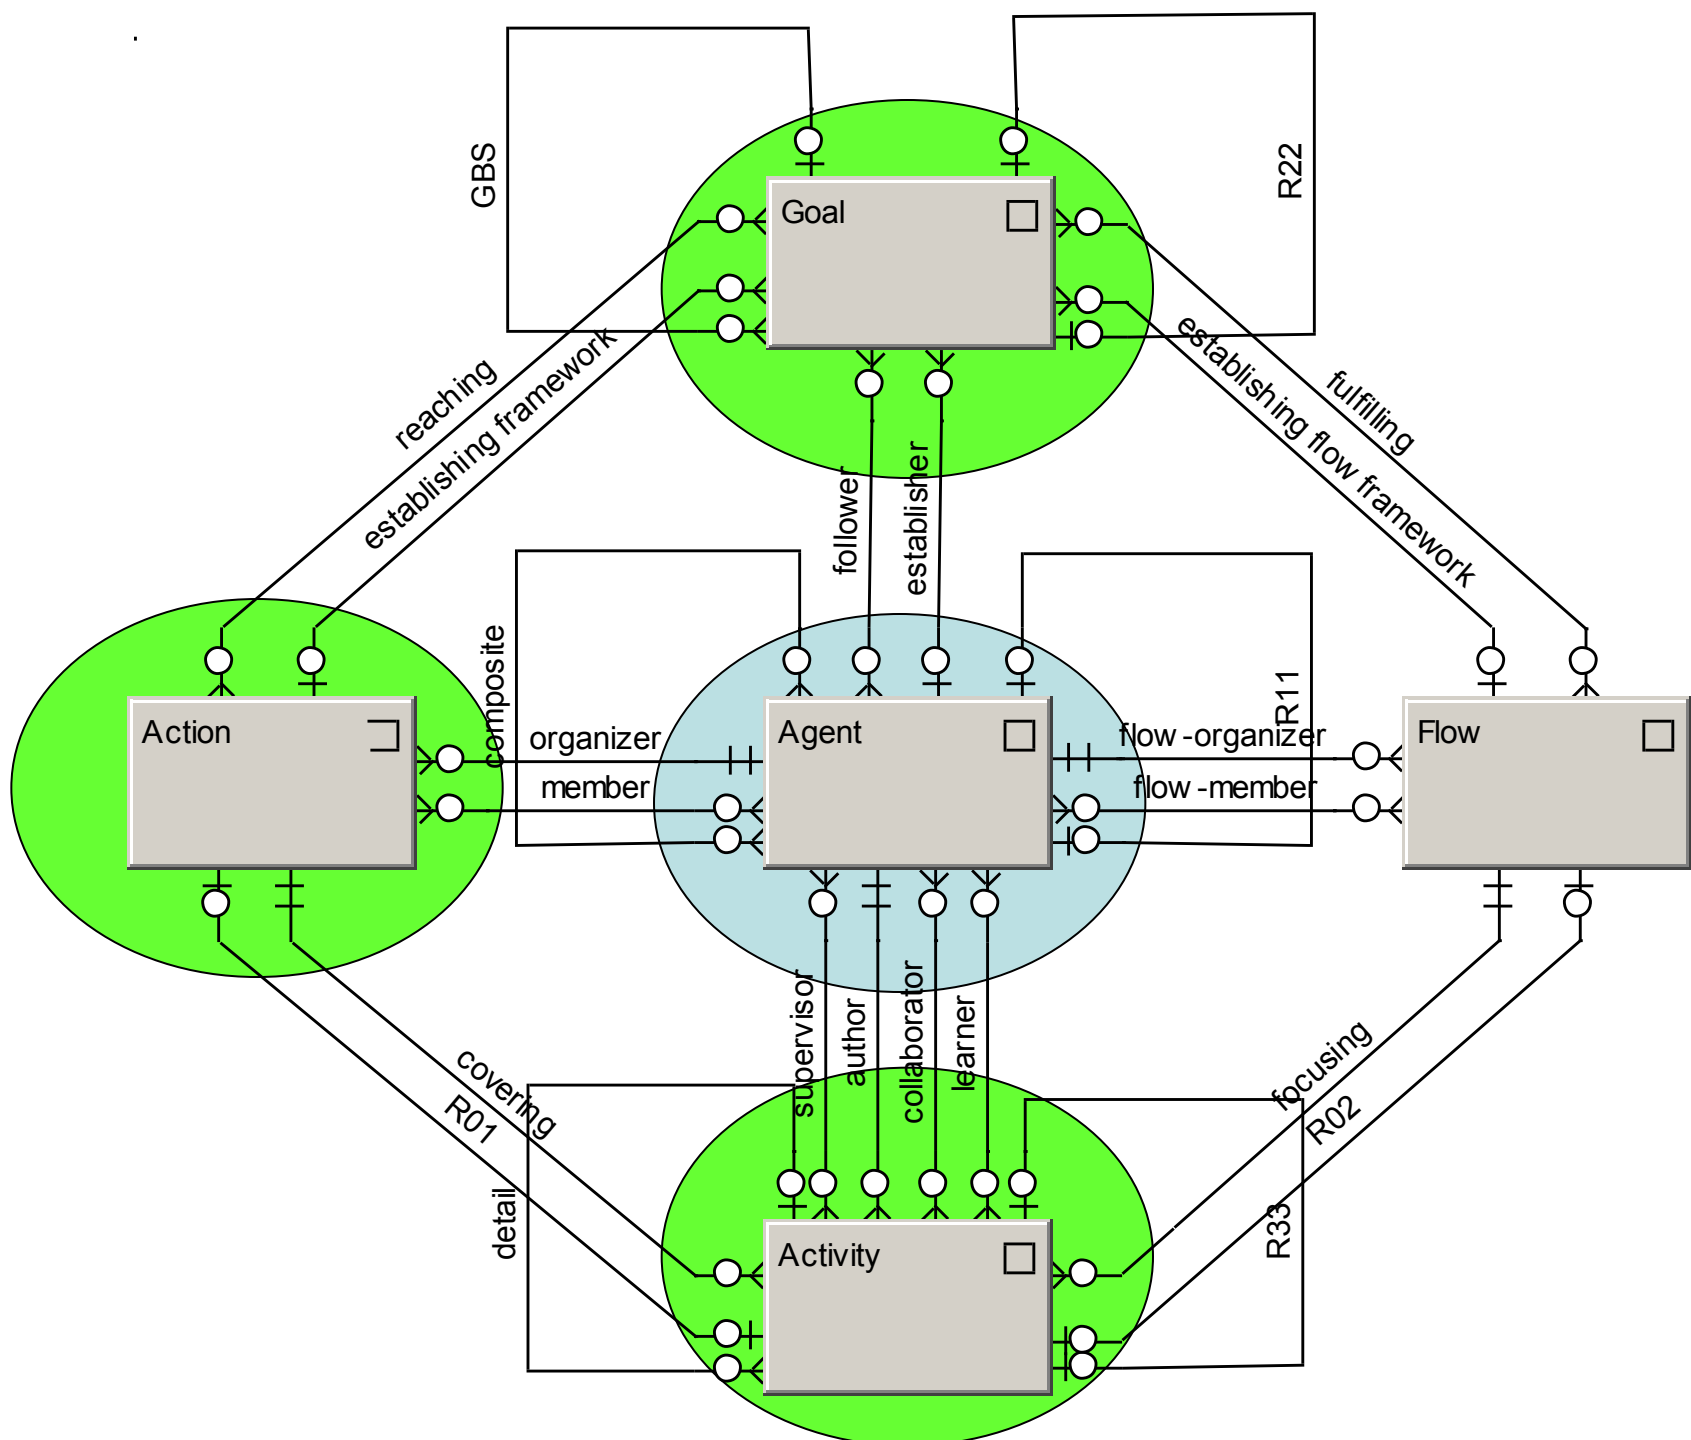 GBS
R22
Goal
reaching
establishing framework
establishing flow framework
fulfilling
follower
establisher
composite
R11
Action
organizer
member
Agent
flow-organizer
flow-member
Flow
supervisor
author
collaborator
learner
covering
R01
focusing
R02
detail
R33
Activity